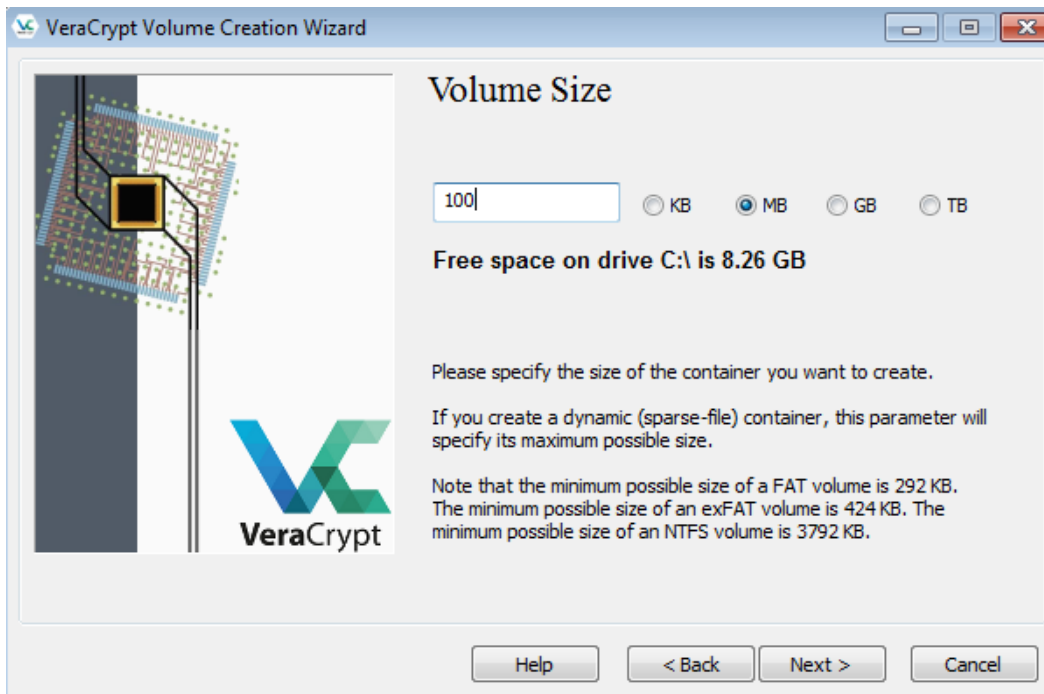 VeraCrypt Volume Creation Wizard
Volume Size
100
KB MB GB TB
Free space on drive C:\ is 8.26 GB
Please specify the size of the container you want to create.
If you create a dynamic (sparse-file) container, this parameter will
specify its maximum possible size.
Note that the minimum possible size of a FAT volume is 292 KB.
The minimum possible size of an exFAT volume is 424 KB. The
minimum possible size of an NTFS volume is 3792 KB.
VeraCrypt
Help < Back Next > Cancel